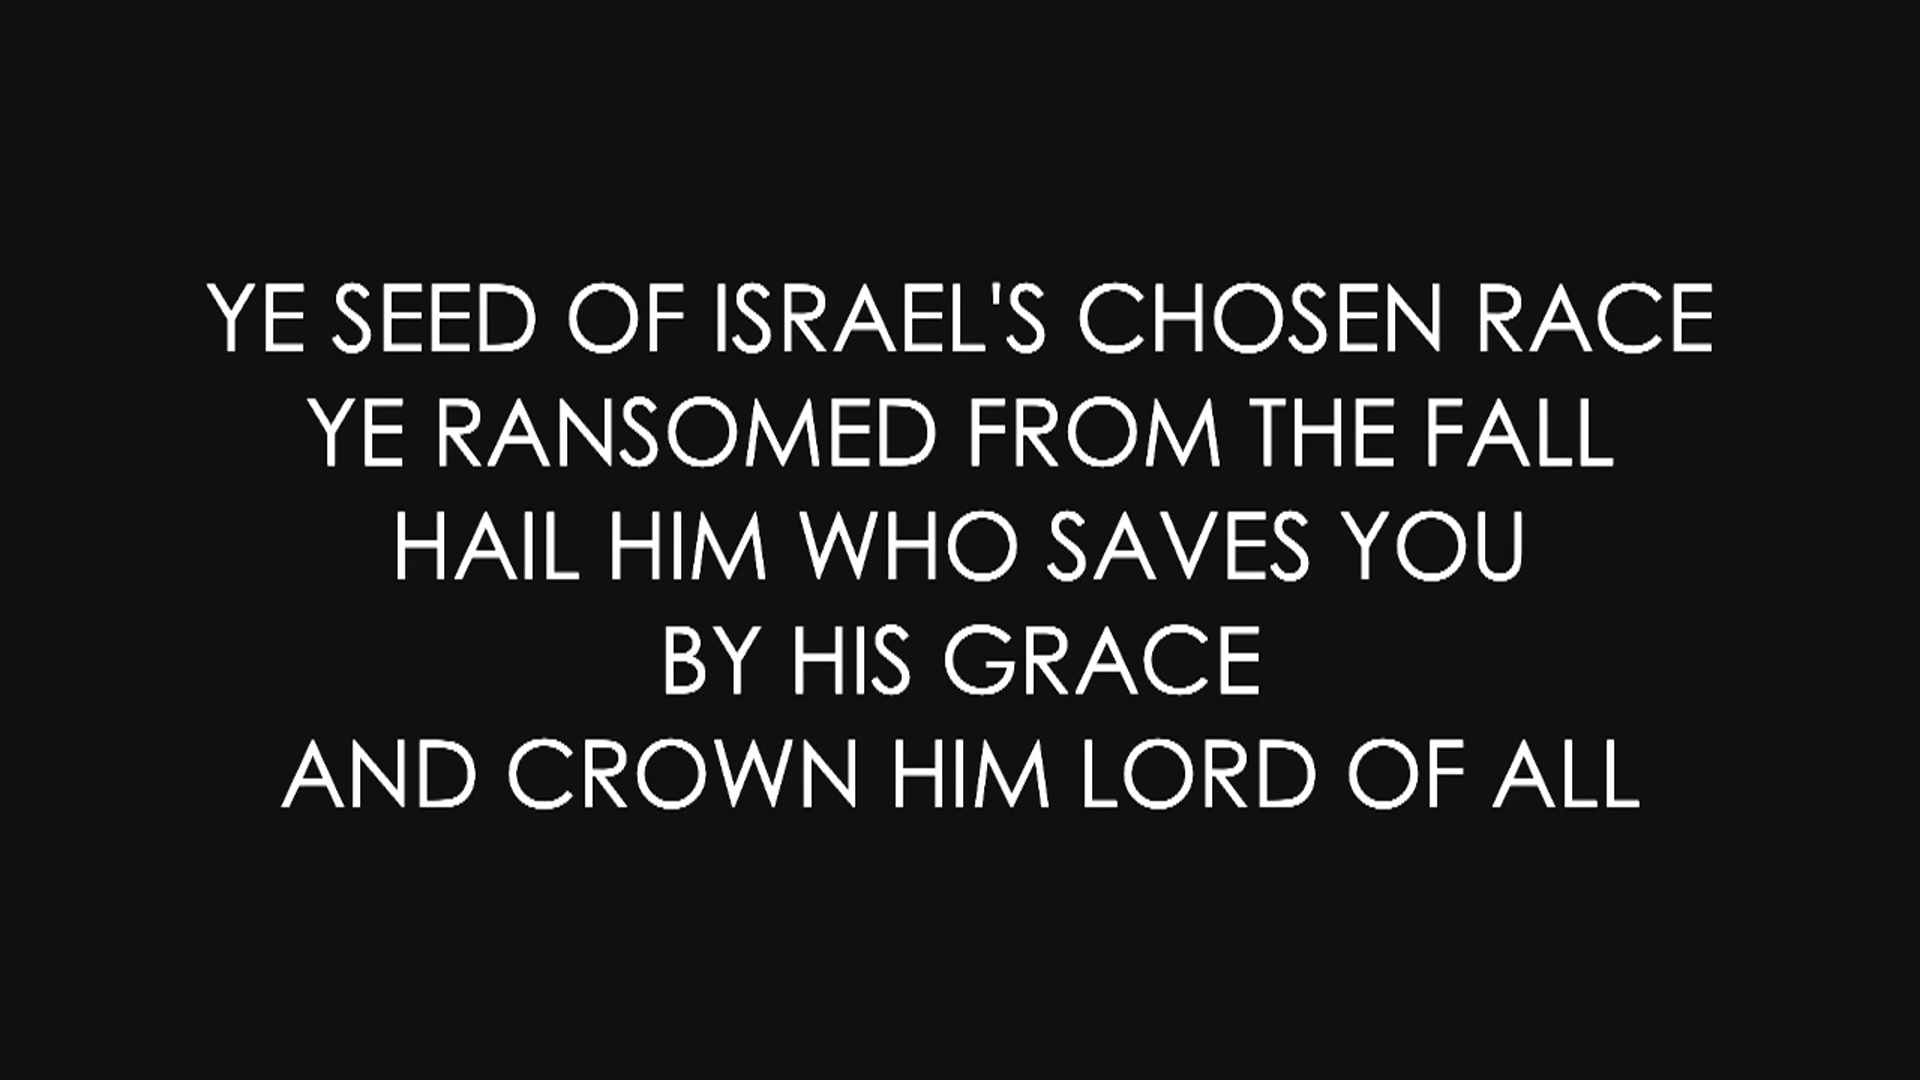 YE SEED OF ISRAEL'S CHOSEN RACE
YE RANSOMED FROM THE FALL
HAIL HIM WHO SAVES YOU
BY HIS GRACE
AND CROWN HIM LORD OF ALL